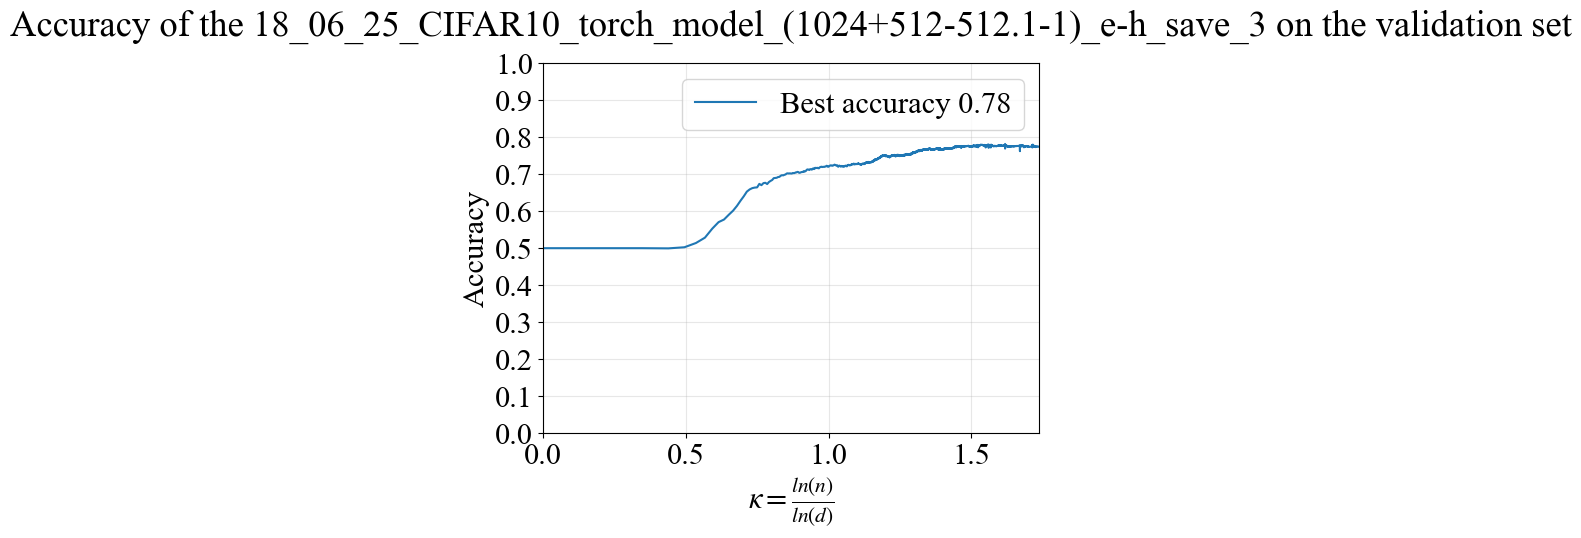 Accuracy of the 18_06_25_CIFAR10_torch_model_(1024+512-512.1-1)_e-h_save_3 on the validation set
Best accuracy 0.78
Accuracy
1.0
0.9
0.8
0.7
0.6
0.5
0.4
0.3
0.2
0.1
0.0
0.0 0.5 1.0 1.5
κ = ln(n)/ln(d)